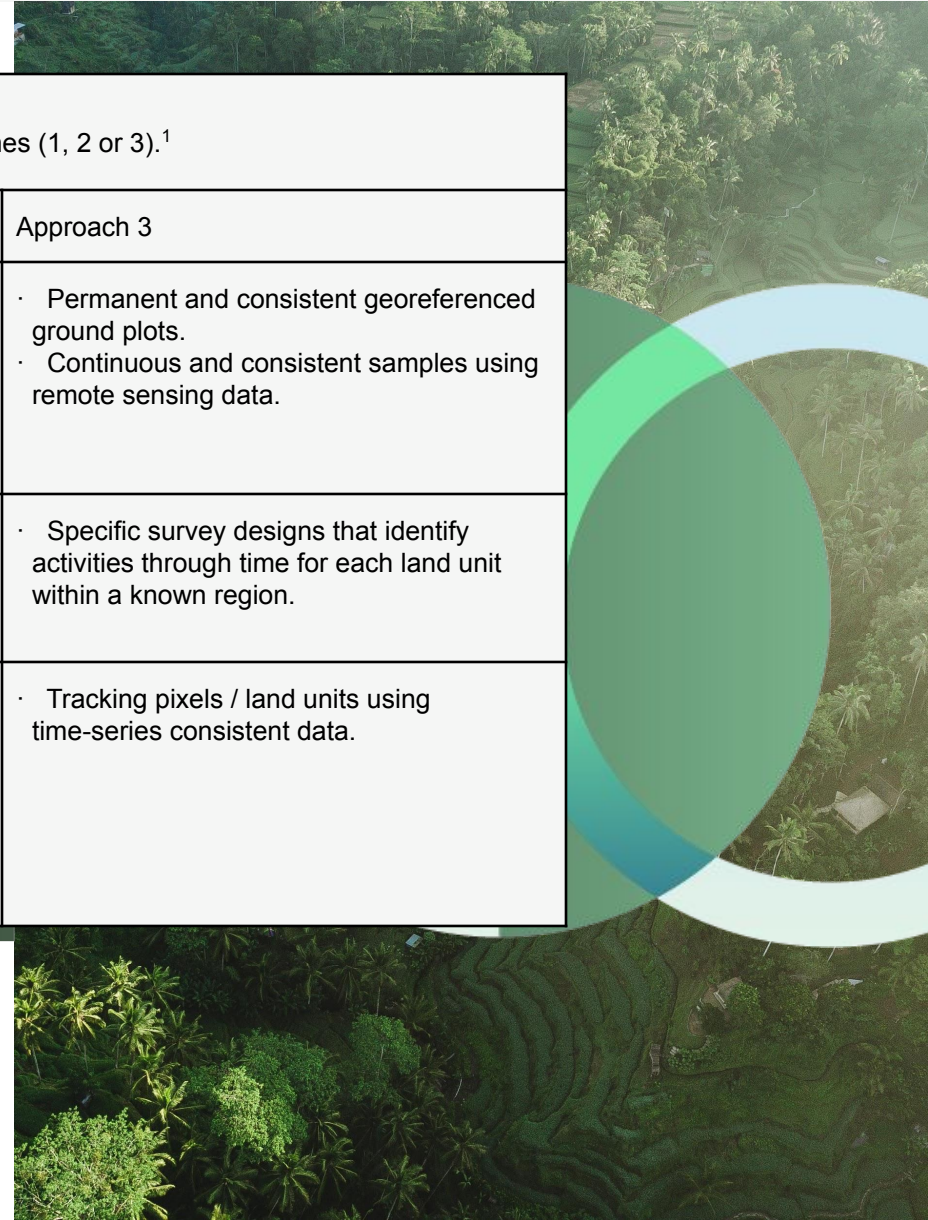 es (1, 2 or 3).1
Approach 3
· Permanent and consistent georeferenced
ground plots.
· Continuous and consistent samples using
remote sensing data.
· Specific survey designs that identify
activities through time for each land unit
within a known region.
· Tracking pixels / land units using
time-series consistent data.